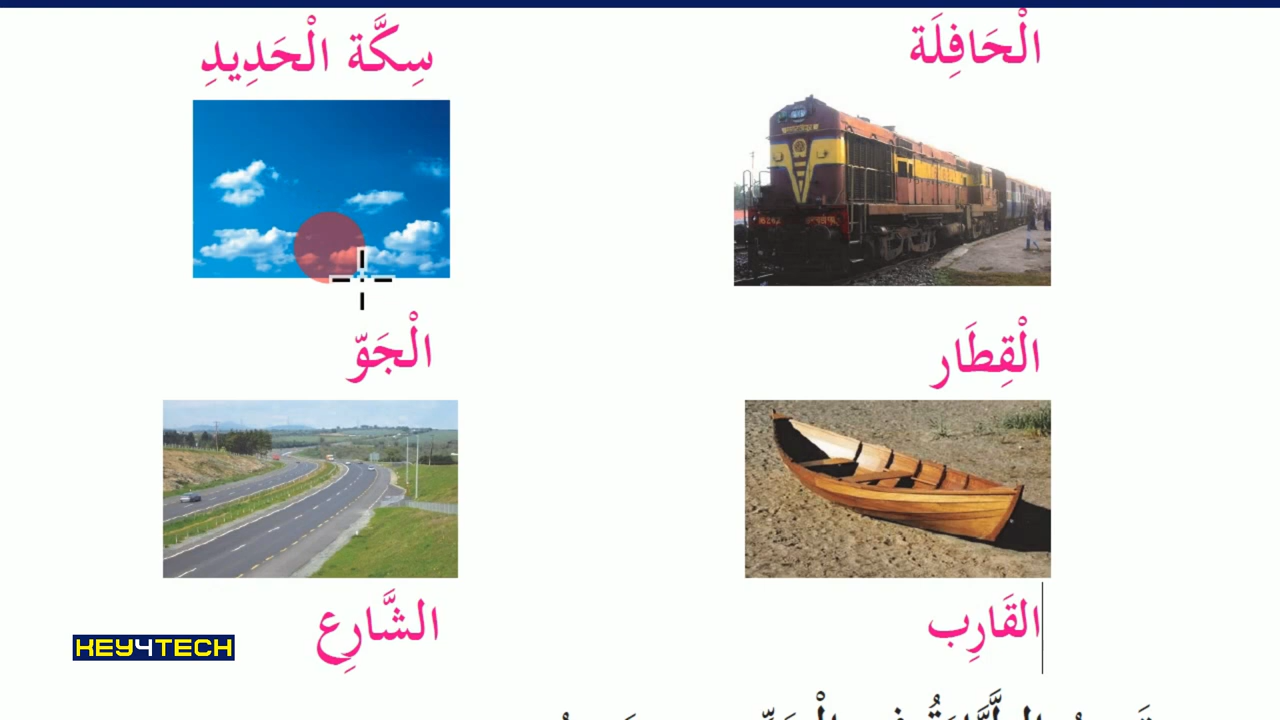 الْحَافِلَة
سِكَّة الْحَدِيدِ
الْقِطَار
الْجَوّ
القَارِب
الشَّارِع
KEY4TECH